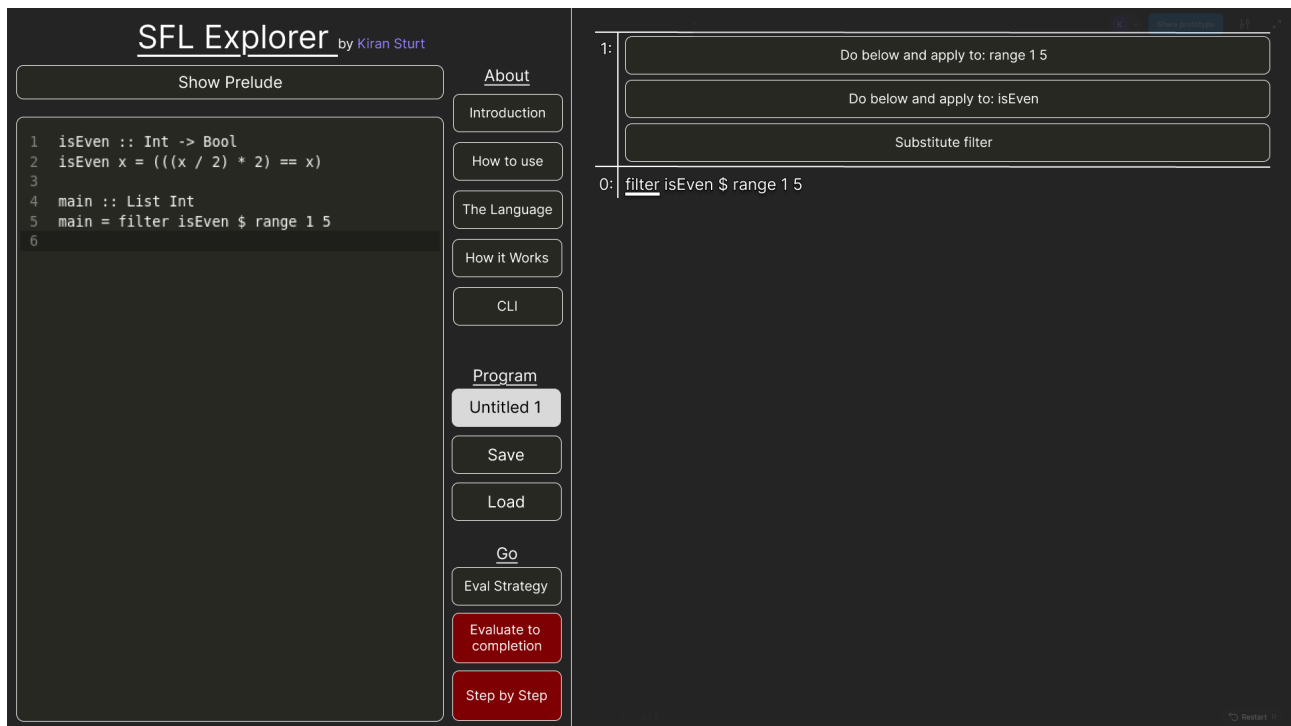 SFL Explorer by Kiran Sturt
Show Prelude
1 isEven :: Int -> Bool
2 isEven x = (((x / 2) * 2) == x)
3
4 main :: List Int
5 main = filter isEven $ range 1 5
6
About
Introduction
How to use
The Language
How it Works
CLI
Program
Untitled 1
Save
Load
Go
Eval Strategy
Evaluate to
completion
Step by Step
K
Share prototype
1:
Do below and apply to: range 1 5
Do below and apply to: isEven
Substitute filter
0: filter isEven $ range 1 5
Restart